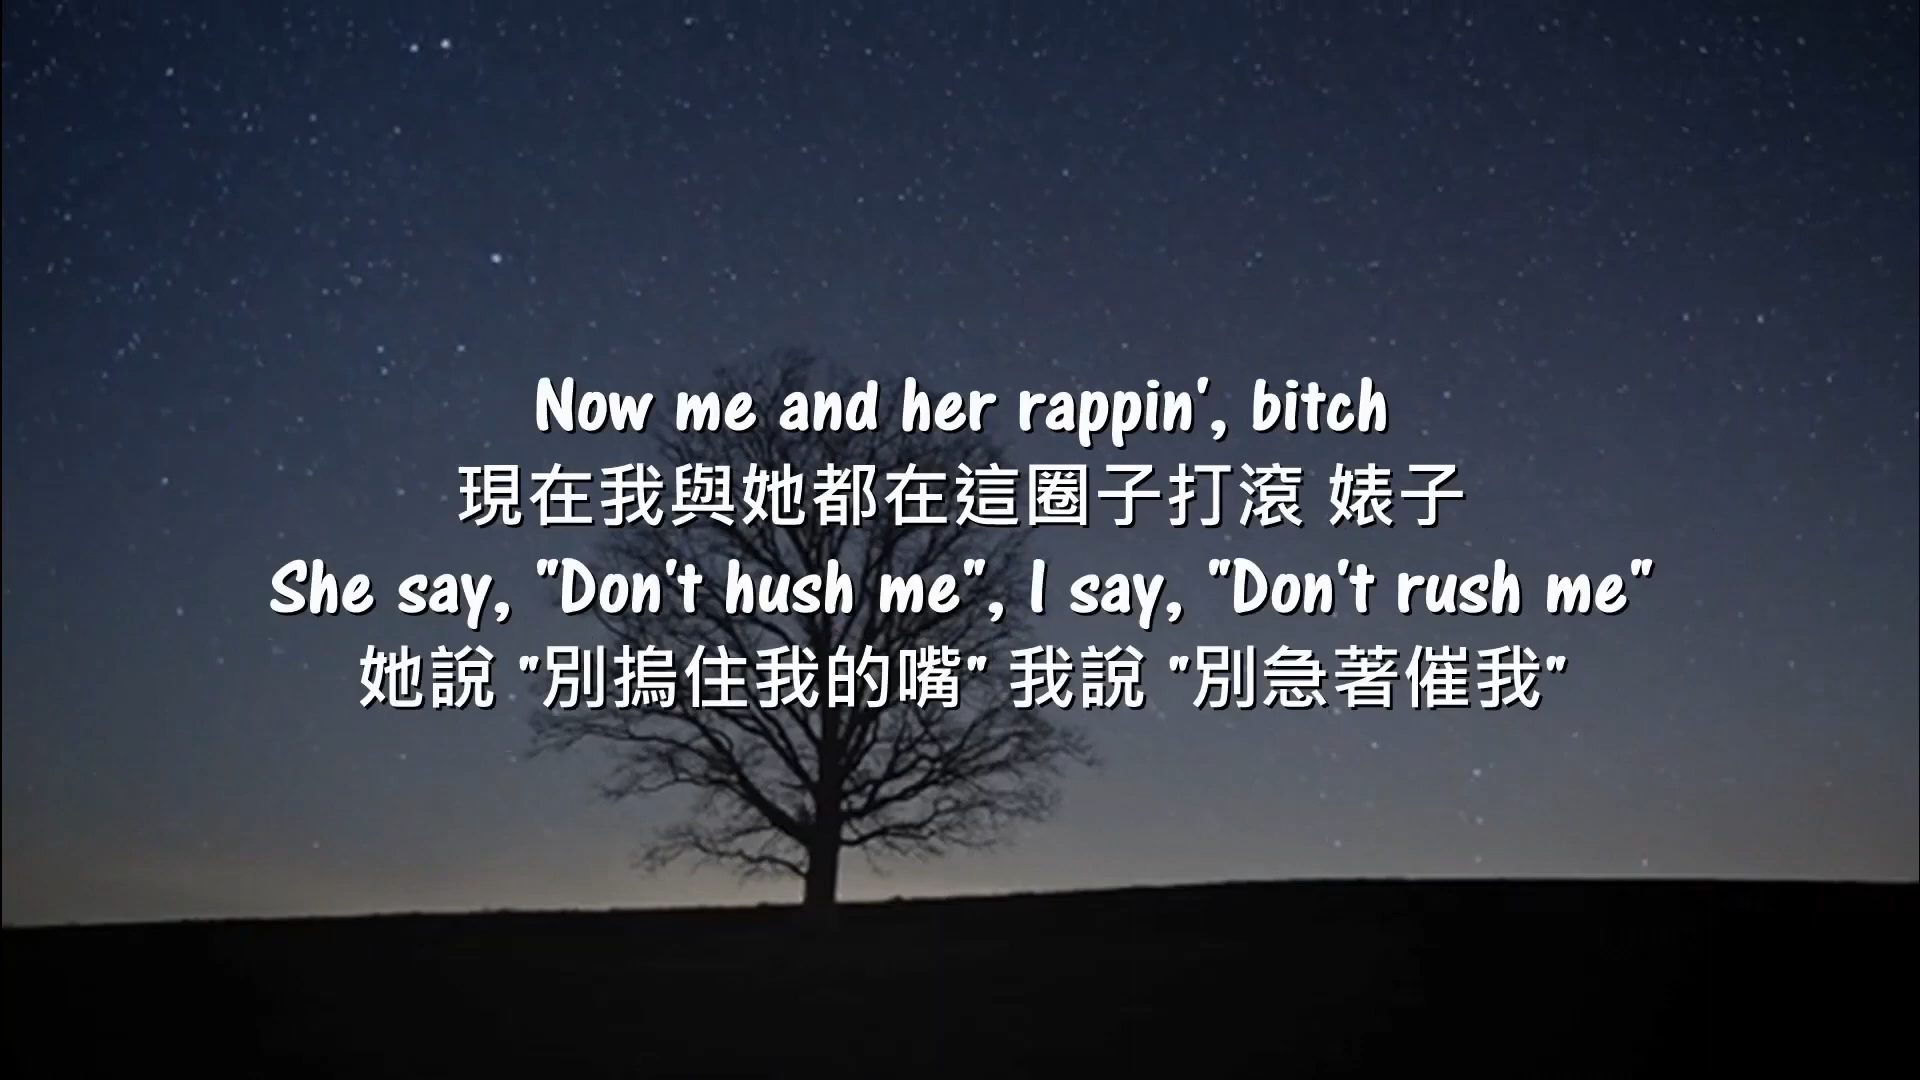 Now me and her rappin', bitch
現在我與她都在這圈子打滾 婊子
She say, "Don't hush me", I say, "Don't rush me"
她說 "別摀住我的嘴" 我說 "別急著催我"